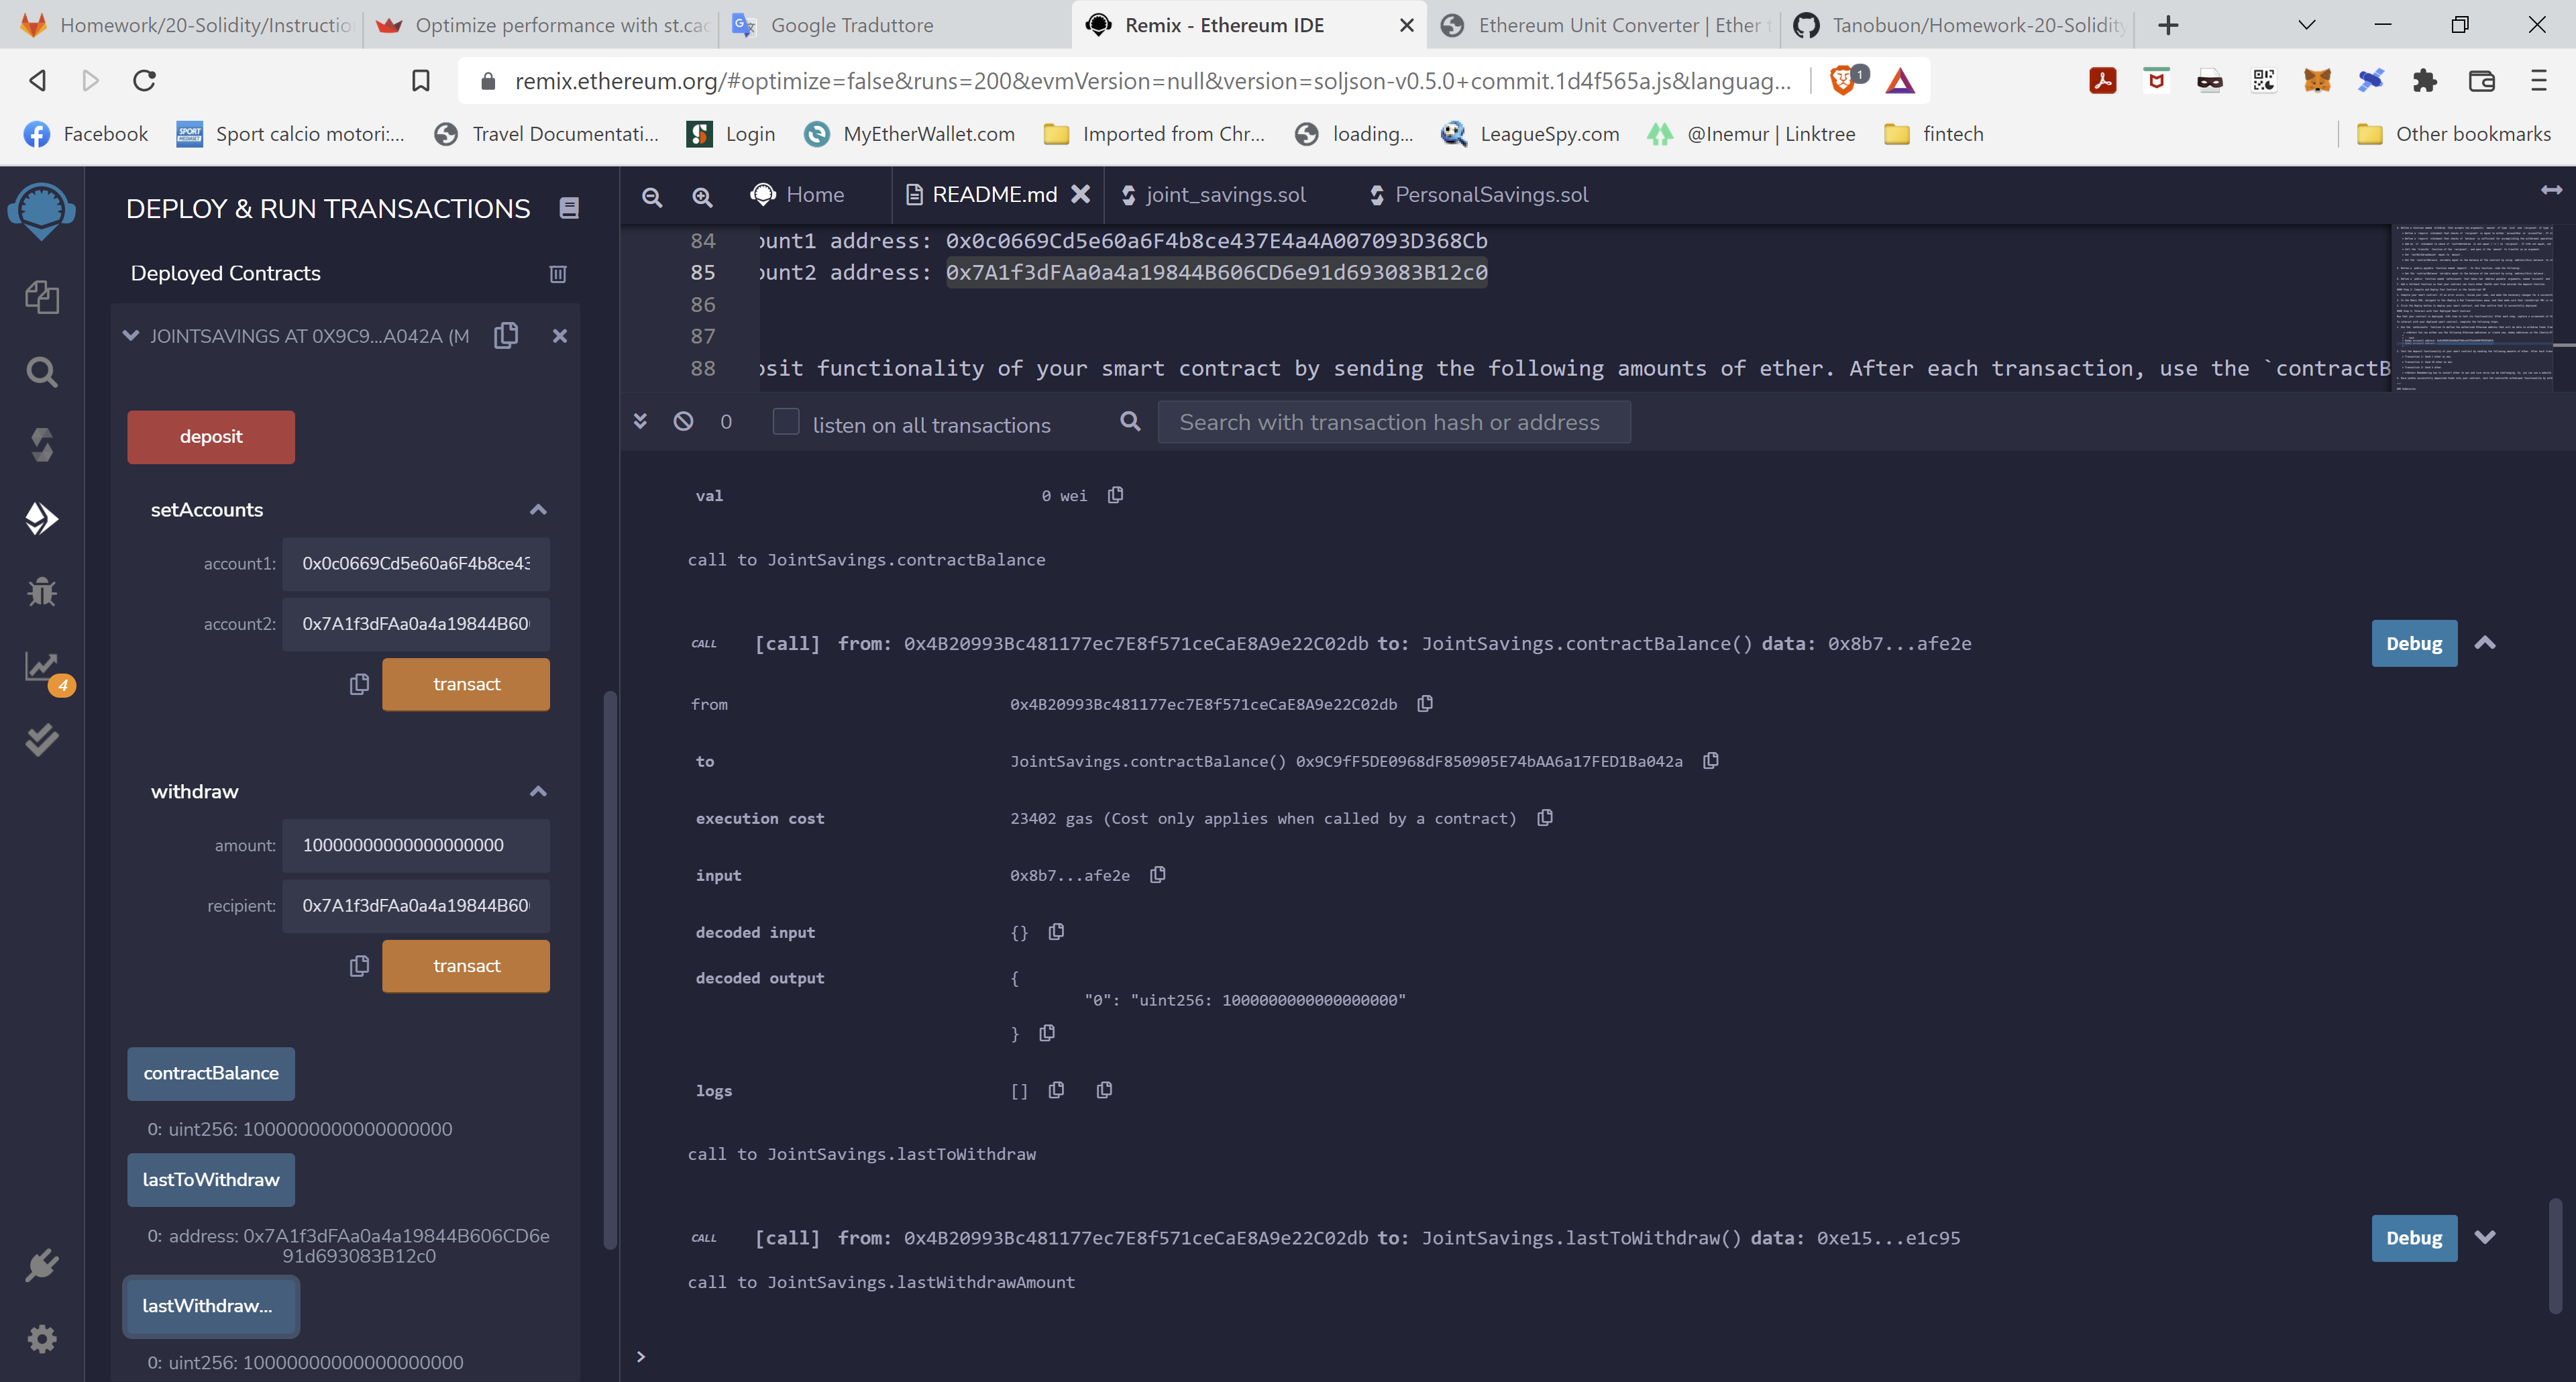 Homework/20-Solidity/Instructio
Optimize performance with st.cac
Google Traduttore
Remix - Ethereum IDE
Ethereum Unit Converter | Ether t
Tanobuon/Homework-20-Solidity
remix.ethereum.org/#optimize=false&runs=200&evmVersion=null&version=soljson-v0.5.0+commit.1d4f565a.js&languag...
1
Facebook
Sport calcio motori:...
Travel Documentati...
Login
MyEtherWallet.com
Imported from Chr...
loading...
LeagueSpy.com
@Inemur | Linktree
fintech
Other bookmarks
DEPLOY & RUN TRANSACTIONS
Home
README.md
joint_savings.sol
PersonalSavings.sol
Deployed Contracts
JOINTSAVINGS AT 0X9C9...A042A (M
deposit
setAccounts
account1: 0x0c0669Cd5e60a6F4b8ce43
account2: 0x7A1f3dFAa0a4a19844B60
transact
4
withdraw
amount: 10000000000000000000
recipient: 0x7A1f3dFAa0a4a19844B60
transact
contractBalance
0: uint256: 1000000000000000000
lastToWithdraw
0: address: 0x7A1f3dFAa0a4a19844B606CD6e
91d693083B12c0
lastWithdraw...
0: uint256: 10000000000000000000
84 ount1 address: 0x0c0669Cd5e60a6F4b8ce437E4a4A007093D368Cb
85 ount2 address: 0x7A1f3dFAa0a4a19844B606CD6e91d693083B12c0
86
87
88 osit functionality of your smart contract by sending the following amounts of ether. After each transaction, use the `contractB
0 listen on all transactions Search with transaction hash or address
val 0 wei
call to JointSavings.contractBalance
CALL [call] from: 0x4B20993Bc481177ec7E8f571ceCaE8A9e22C02db to: JointSavings.contractBalance() data: 0x8b7...afe2e Debug
from 0x4B20993Bc481177ec7E8f571ceCaE8A9e22C02db
to JointSavings.contractBalance() 0x9C9fF5DE0968dF850905E74bAA6a17FED1Ba042a
execution cost 23402 gas (Cost only applies when called by a contract)
input 0x8b7...afe2e
decoded input {}
decoded output {
"0": "uint256: 1000000000000000000"
}
logs []
call to JointSavings.lastToWithdraw
CALL [call] from: 0x4B20993Bc481177ec7E8f571ceCaE8A9e22C02db to: JointSavings.lastToWithdraw() data: 0xe15...e1c95 Debug
call to JointSavings.lastWithdrawAmount
>